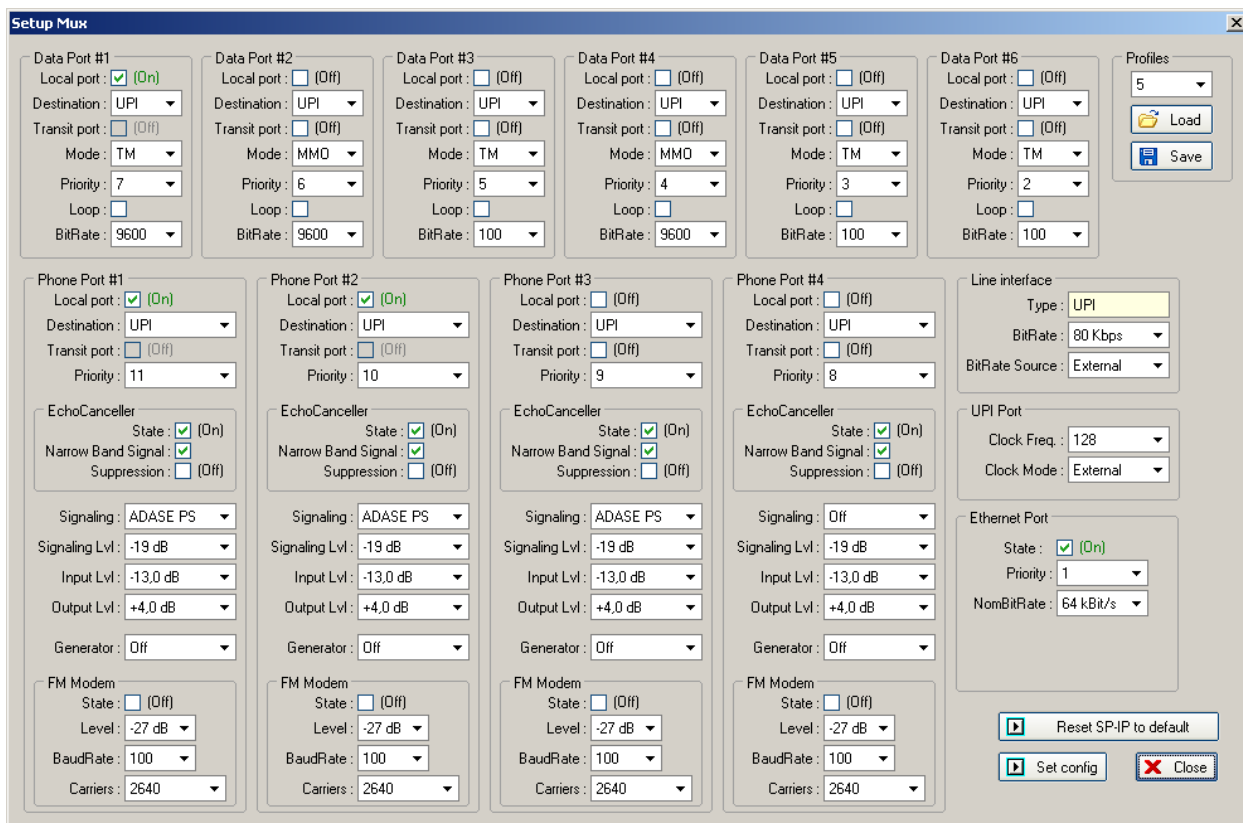 Setup Mux
Data Port #1
Local port : (On)
Destination : UPI
Transit port : (Off)
Mode : TM
Priority : 7
Loop :
BitRate : 9600
Data Port #2
Local port : (Off)
Destination : UPI
Transit port : (Off)
Mode : MMO
Priority : 6
Loop :
BitRate : 9600
Data Port #3
Local port : (Off)
Destination : UPI
Transit port : (Off)
Mode : TM
Priority : 5
Loop :
BitRate : 100
Data Port #4
Local port : (Off)
Destination : UPI
Transit port : (Off)
Mode : MMO
Priority : 4
Loop :
BitRate : 9600
Data Port #5
Local port : (Off)
Destination : UPI
Transit port : (Off)
Mode : TM
Priority : 3
Loop :
BitRate : 100
Data Port #6
Local port : (Off)
Destination : UPI
Transit port : (Off)
Mode : TM
Priority : 2
Loop :
BitRate : 100
Profiles
5
Load
Save
Phone Port #1
Local port : (On)
Destination : UPI
Transit port : (Off)
Priority : 11
EchoCanceller
State : (On)
Narrow Band Signal :
Suppression : (Off)
Signaling : ADASE PS
Signaling Lvl : -19 dB
Input Lvl : -13,0 dB
Output Lvl : +4,0 dB
Generator : Off
FM Modem
State : (Off)
Level : -27 dB
BaudRate : 100
Carriers : 2640
Phone Port #2
Local port : (On)
Destination : UPI
Transit port : (Off)
Priority : 10
EchoCanceller
State : (On)
Narrow Band Signal :
Suppression : (Off)
Signaling : ADASE PS
Signaling Lvl : -19 dB
Input Lvl : -13,0 dB
Output Lvl : +4,0 dB
Generator : Off
FM Modem
State : (Off)
Level : -27 dB
BaudRate : 100
Carriers : 2640
Phone Port #3
Local port : (Off)
Destination : UPI
Transit port : (Off)
Priority : 9
EchoCanceller
State : (On)
Narrow Band Signal :
Suppression : (Off)
Signaling : ADASE PS
Signaling Lvl : -19 dB
Input Lvl : -13,0 dB
Output Lvl : +4,0 dB
Generator : Off
FM Modem
State : (Off)
Level : -27 dB
BaudRate : 100
Carriers : 2640
Phone Port #4
Local port : (Off)
Destination : UPI
Transit port : (Off)
Priority : 8
EchoCanceller
State : (On)
Narrow Band Signal :
Suppression : (Off)
Signaling : Off
Signaling Lvl : -19 dB
Input Lvl : -13,0 dB
Output Lvl : +4,0 dB
Generator : Off
FM Modem
State : (Off)
Level : -27 dB
BaudRate : 100
Carriers : 2640
Line interface
Type : UPI
BitRate : 80 Kbps
BitRate Source : External
UPI Port
Clock Freq. : 128
Clock Mode : External
Ethernet Port
State : (On)
Priority : 1
NomBitRate : 64 kBit/s
Reset SP-IP to default
Set config
Close